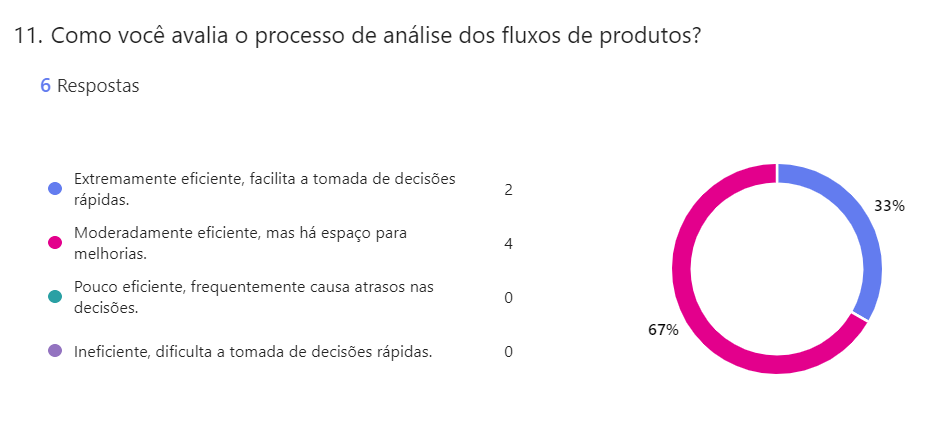 11. Como você avalia o processo de análise dos fluxos de produtos?
6 Respostas
Extremamente eficiente, facilita a tomada de decisões
rápidas.
2
Moderadamente eficiente, mas há espaço para
melhorias.
4
Pouco eficiente, frequentemente causa atrasos nas
decisões.
0
Ineficiente, dificulta a tomada de decisões rápidas.
0
33%
67%